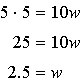 5 · 5 = 10w
25 = 10w
2.5 = w